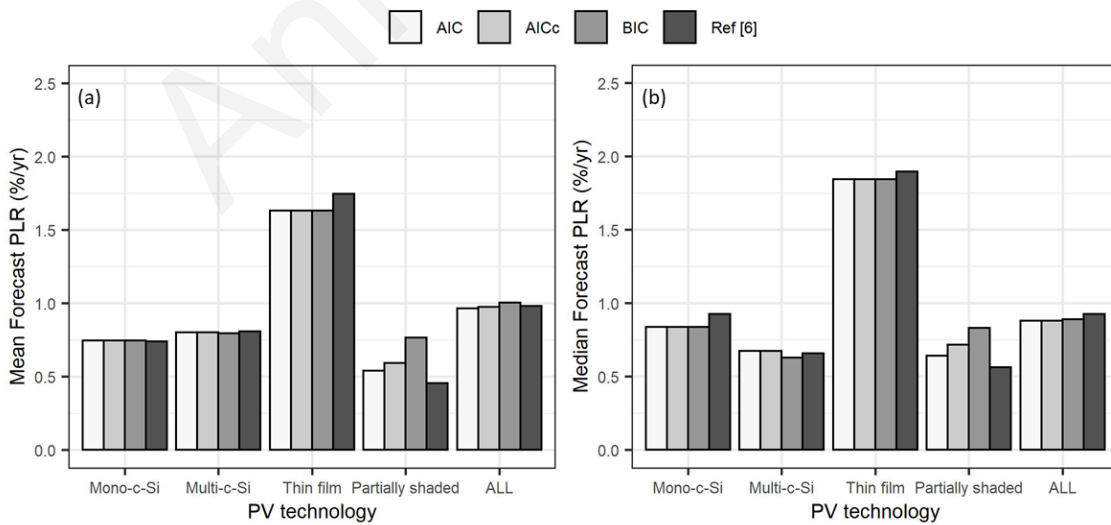 AIC AICc BIC Ref [6]
(a)
Mean Forecast PLR (%/yr)
2.5
2.0
1.5
1.0
0.5
0.0
Mono-c-Si Multi-c-Si Thin film Partially shaded ALL
PV technology
(b)
Median Forecast PLR (%/yr)
2.5
2.0
1.5
1.0
0.5
0.0
Mono-c-Si Multi-c-Si Thin film Partially shaded ALL
PV technology